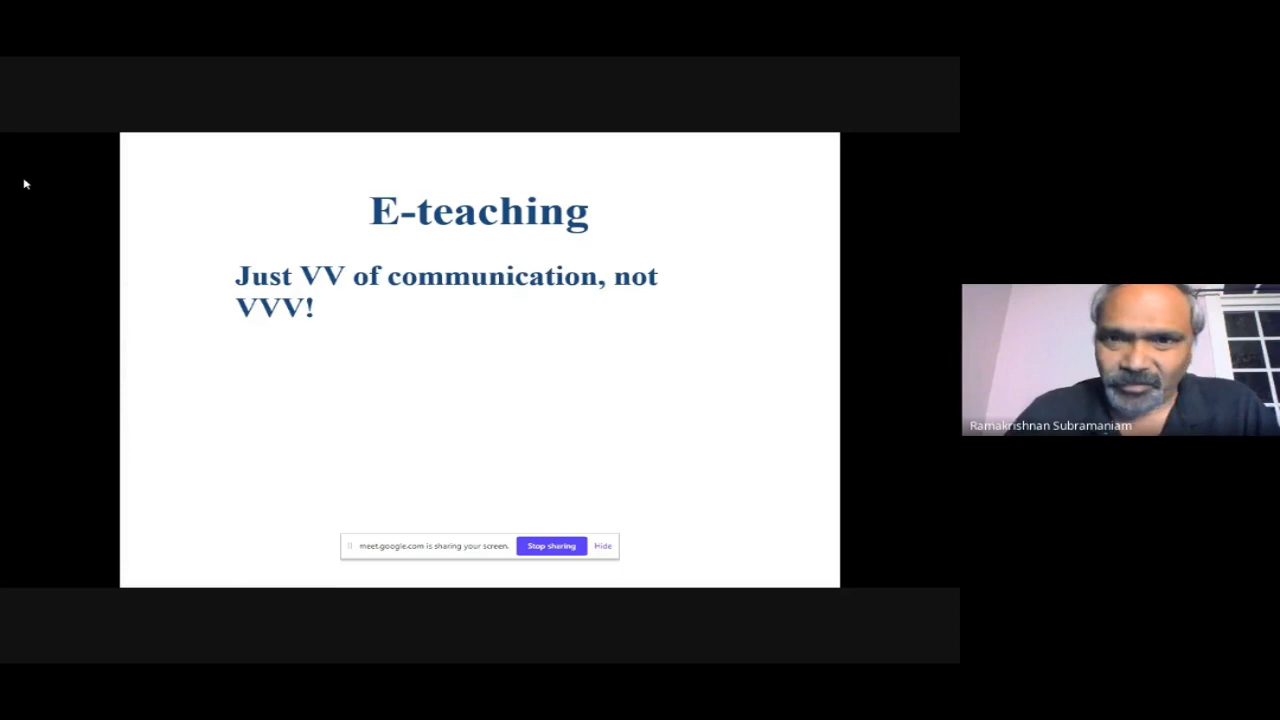 E-teaching
Just VV of communication, not
VVV!
meet.google.com is sharing your screen. Stop sharing Hide
Ramakrishnan Subramaniam